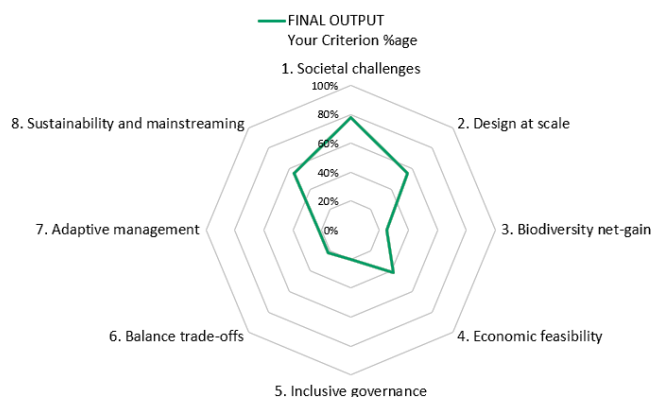 FINAL OUTPUT
Your Criterion %age
1. Societal challenges
100%
8. Sustainability and mainstreaming
80%
2. Design at scale
60%
40%
20%
7. Adaptive management
0%
3. Biodiversity net-gain
6. Balance trade-offs
4. Economic feasibility
5. Inclusive governance